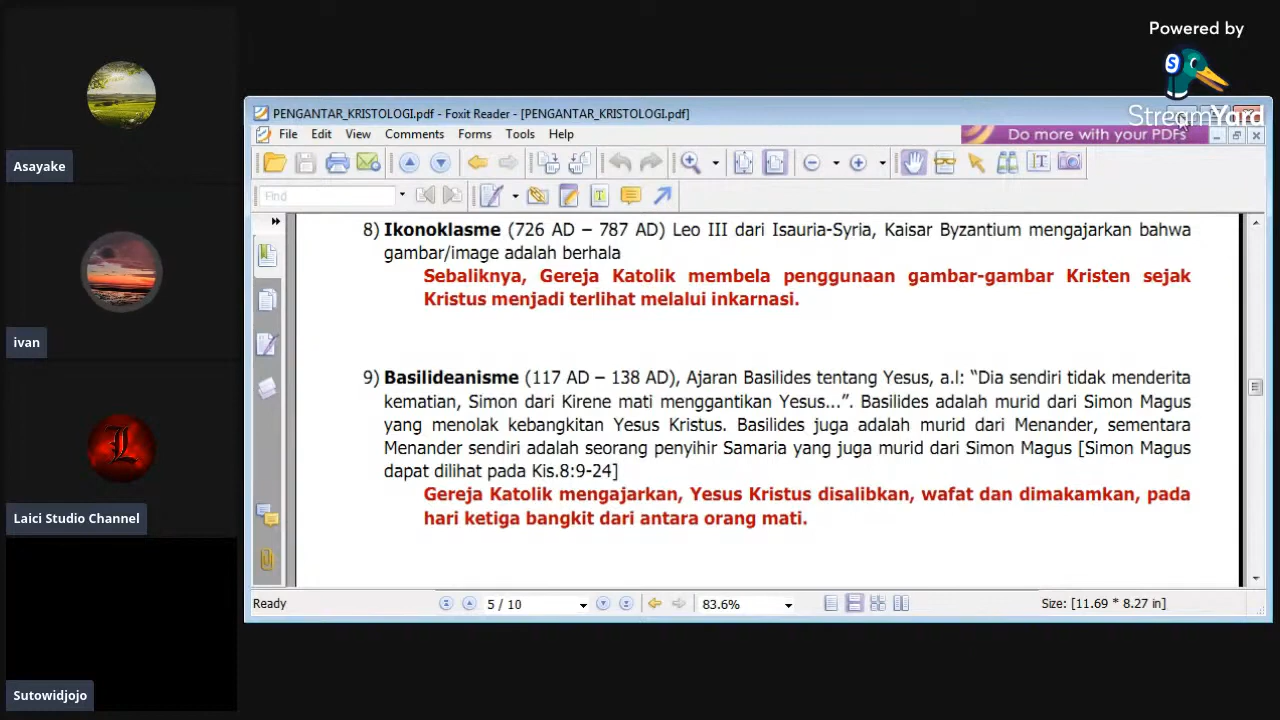 Powered by
StreamYard
Asayake
ivan
L
Laici Studio Channel
Sutowidjojo
PENGANTAR_KRISTOLOGI.pdf - Foxit Reader - [PENGANTAR_KRISTOLOGI.pdf]
File Edit View Comments Forms Tools Help
Do more with your PDFs
Find
8) Ikonoklasme (726 AD – 787 AD) Leo III dari Isauria-Syria, Kaisar Byzantium mengajarkan bahwa
gambar/image adalah berhala
Sebaliknya, Gereja Katolik membela penggunaan gambar-gambar Kristen sejak
Kristus menjadi terlihat melalui inkarnasi.
9) Basilideanisme (117 AD – 138 AD), Ajaran Basilides tentang Yesus, a.l: “Dia sendiri tidak menderita
kematian, Simon dari Kirene mati menggantikan Yesus...”. Basilides adalah murid dari Simon Magus
yang menolak kebangkitan Yesus Kristus. Basilides juga adalah murid dari Menander, sementara
Menander sendiri adalah seorang penyihir Samaria yang juga murid dari Simon Magus [Simon Magus
dapat dilihat pada Kis.8:9-24]
Gereja Katolik mengajarkan, Yesus Kristus disalibkan, wafat dan dimakamkan, pada
hari ketiga bangkit dari antara orang mati.
Ready
5 / 10
83.6%
Size: [11.69 * 8.27 in]